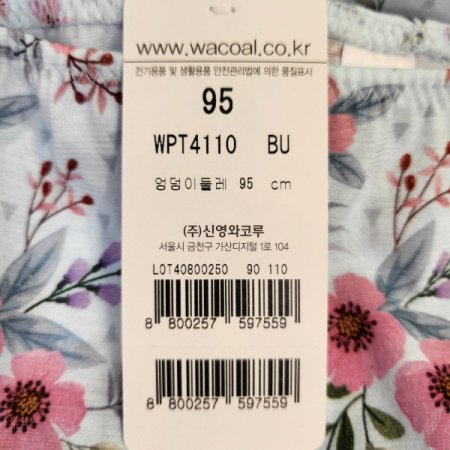 www.wacoal.co.kr
전기용품 및 생활용품 안전관리법에 의한 품질표시
95
WPT4110 BU
엉덩이둘레 95 cm
(주)신영와코루
서울시 금천구 가산디지털 1로 104
LOT40800250 90 110
8 800257 597559
8 800257 597559